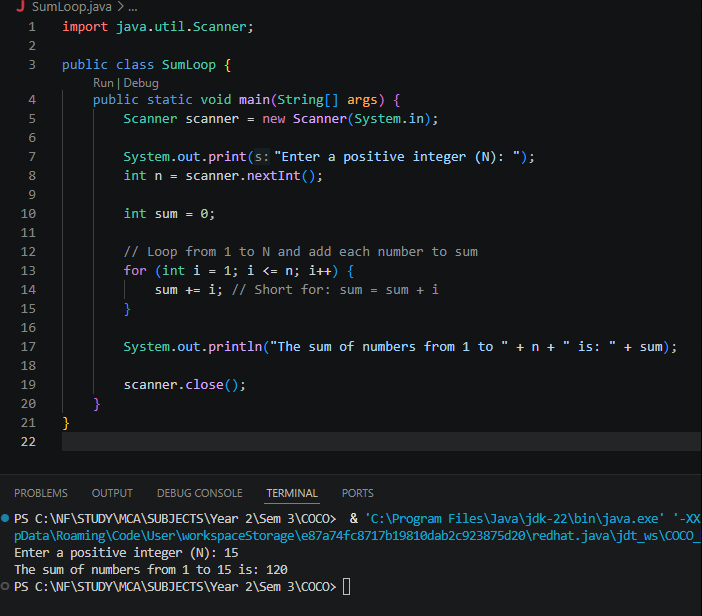 SumLoop.java > ...
1 import java.util.Scanner;
2
3 public class SumLoop {
Run | Debug
4 public static void main(String[] args) {
5 Scanner scanner = new Scanner(System.in);
6
7 System.out.print(s: "Enter a positive integer (N): ");
8 int n = scanner.nextInt();
9
10 int sum = 0;
11
12 // Loop from 1 to N and add each number to sum
13 for (int i = 1; i <= n; i++) {
14 sum += i; // Short for: sum = sum + i
15 }
16
17 System.out.println("The sum of numbers from 1 to " + n + " is: " + sum);
18
19 scanner.close();
20 }
21 }
22
PROBLEMS OUTPUT DEBUG CONSOLE TERMINAL PORTS
PS C:\NF\STUDY\MCA\SUBJECTS\Year 2\Sem 3\COCO> & 'C:\Program Files\Java\jdk-22\bin\java.exe' '-XX
pData\Roaming\Code\User\workspaceStorage\e87a74fc8717b19810dab2c923875d20\redhat.java\jdt_ws\COCO_
Enter a positive integer (N): 15
The sum of numbers from 1 to 15 is: 120
PS C:\NF\STUDY\MCA\SUBJECTS\Year 2\Sem 3\COCO>